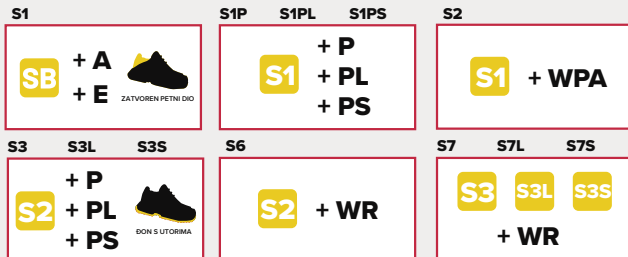 S1
SB
+ A
+ E
ZATVOREN PETNI DIO
S1P S1PL S1PS
S1
+ P
+ PL
+ PS
S2
S1 + WPA
S3 S3L S3S
S2
+ P
+ PL
+ PS
ĐON S UTORIMA
S6
S2 + WR
S7 S7L S7S
S3 S3L S3S
+ WR